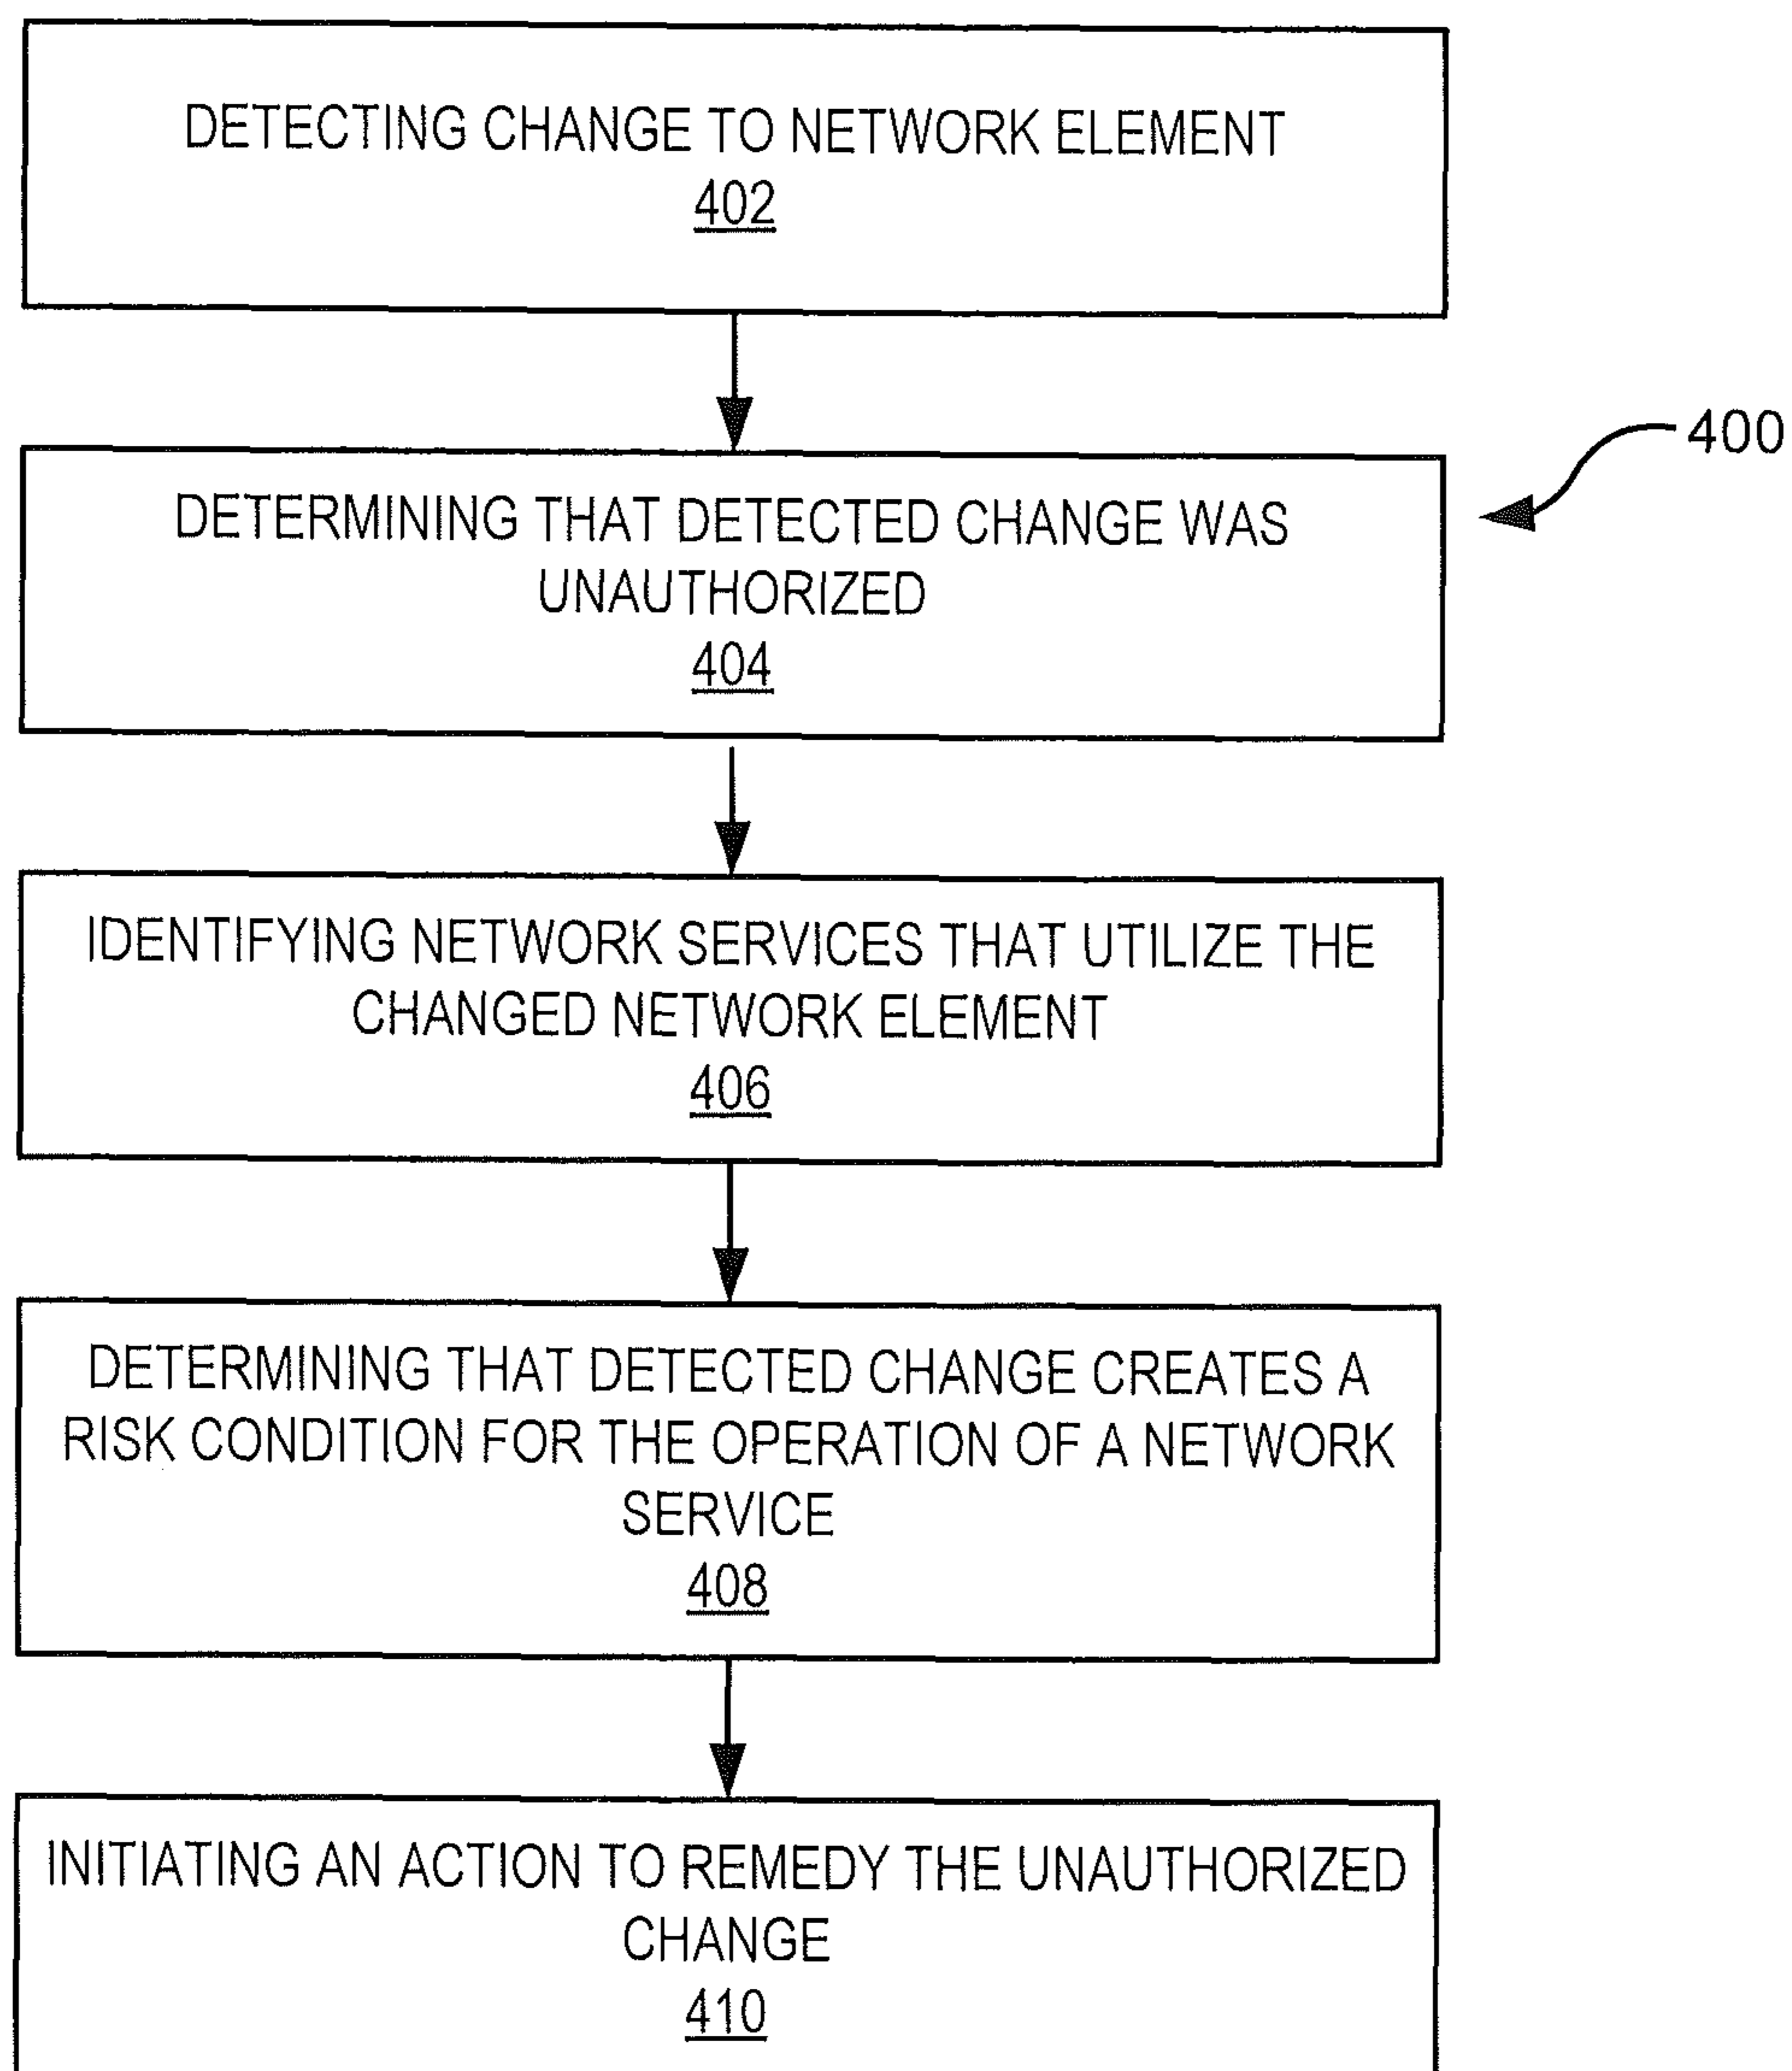 DETECTING CHANGE TO NETWORK ELEMENT
402
400
DETERMINING THAT DETECTED CHANGE WAS
UNAUTHORIZED
404
IDENTIFYING NETWORK SERVICES THAT UTILIZE THE
CHANGED NETWORK ELEMENT
406
DETERMINING THAT DETECTED CHANGE CREATES A
RISK CONDITION FOR THE OPERATION OF A NETWORK
SERVICE
408
INITIATING AN ACTION TO REMEDY THE UNAUTHORIZED
CHANGE
410